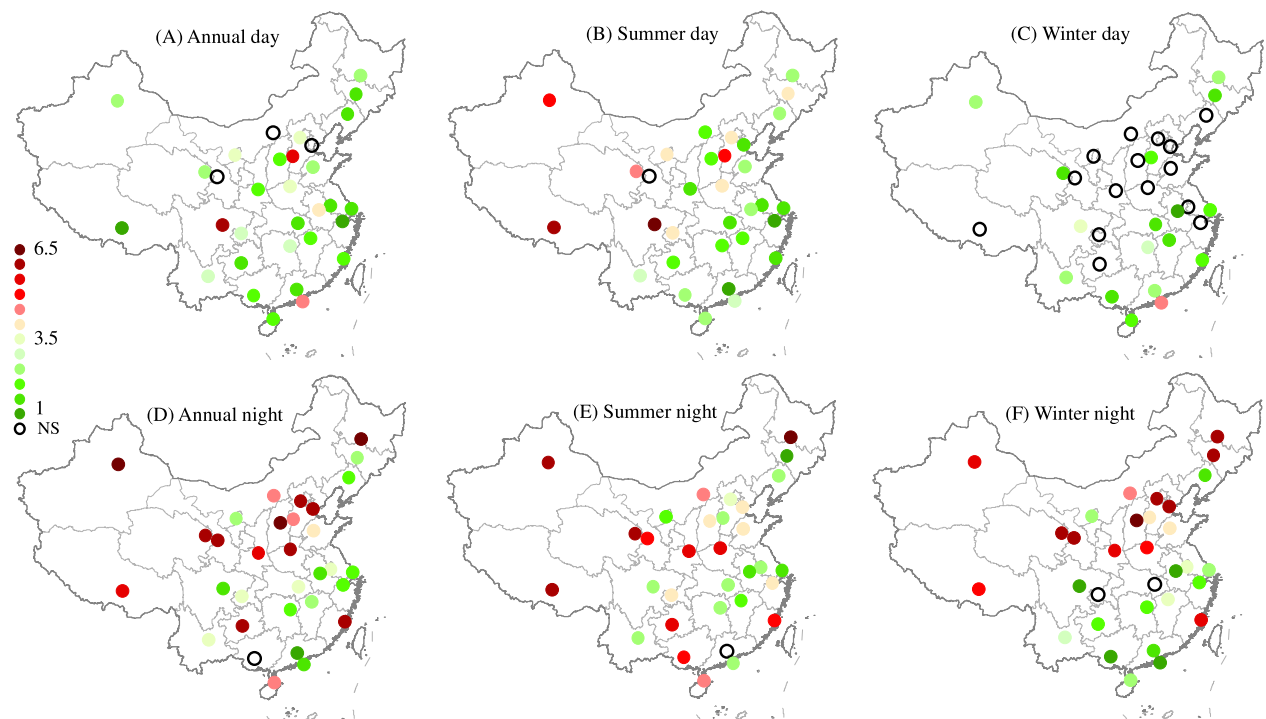 (A) Annual day
(B) Summer day
(C) Winter day
6.5
3.5
1
NS
(D) Annual night
(E) Summer night
(F) Winter night